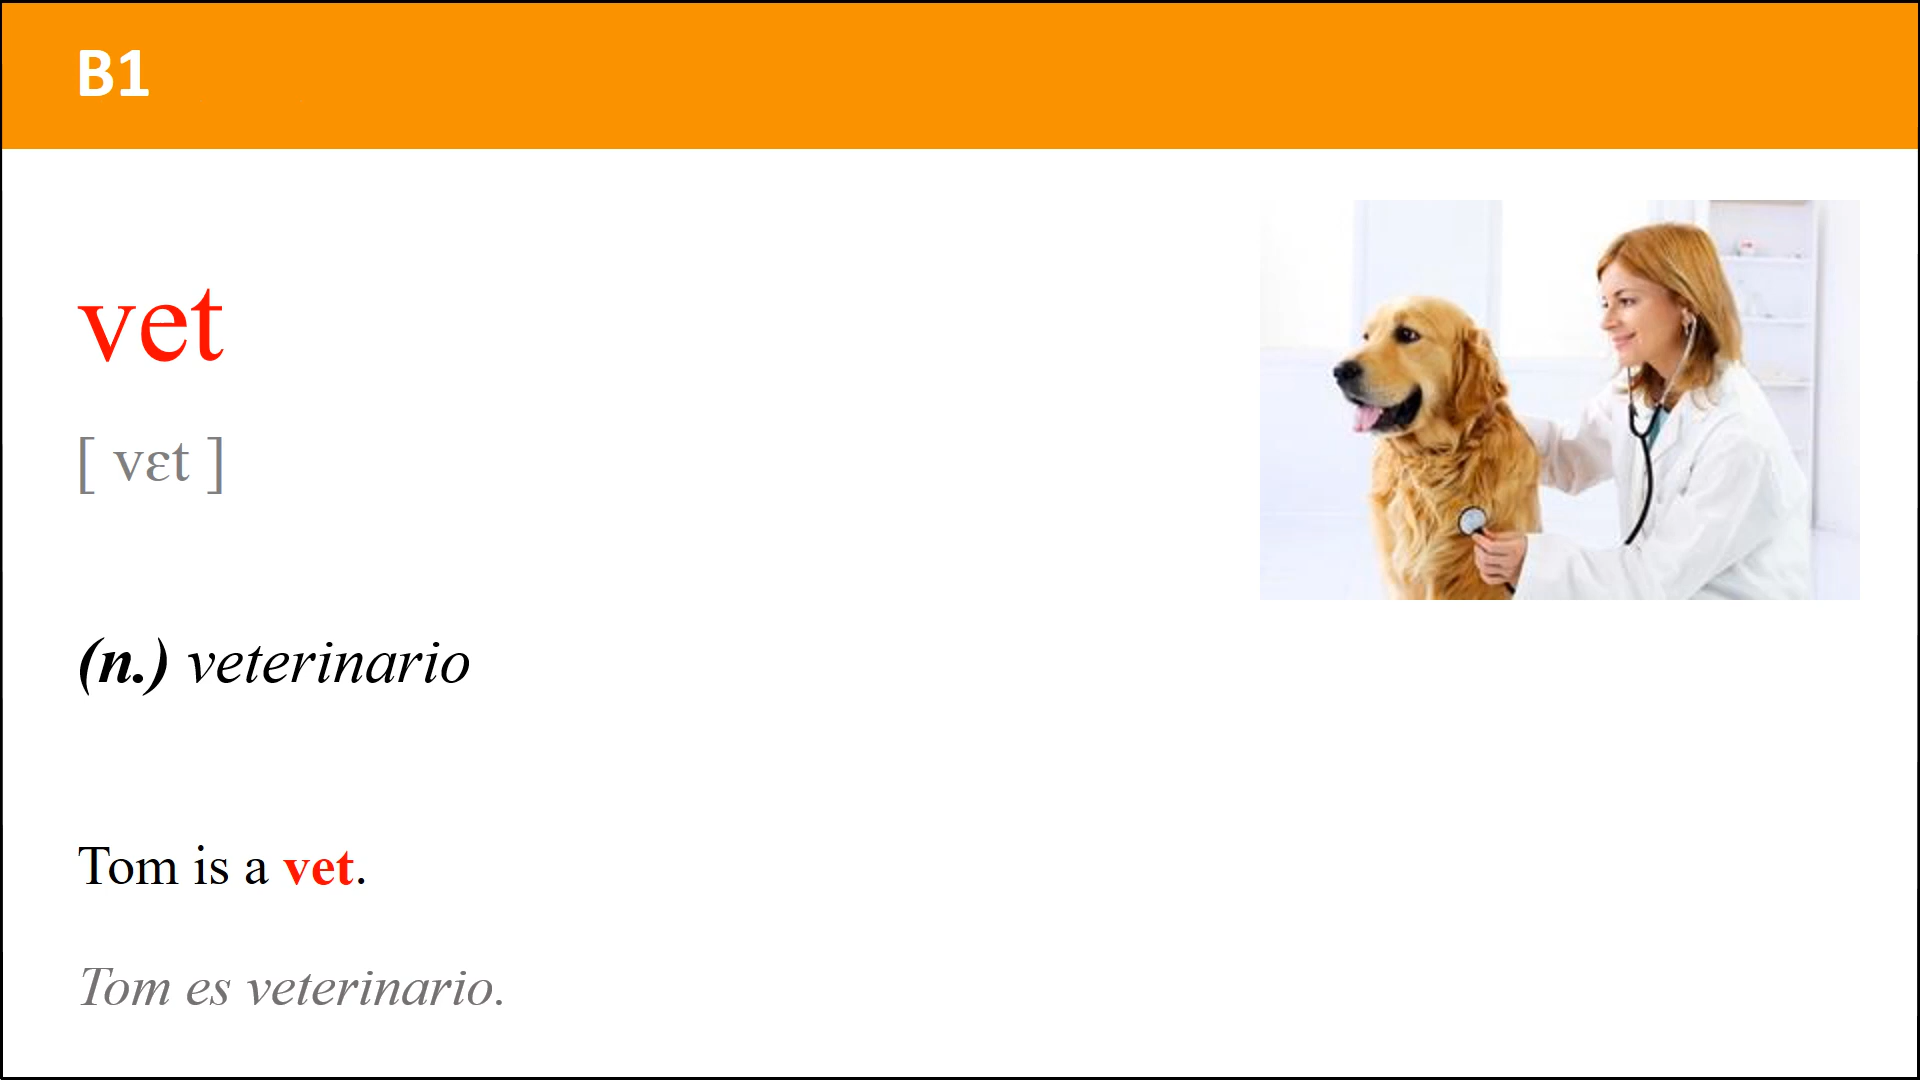 B1
vet
[ vɛt ]
(n.) veterinario
Tom is a vet.
Tom es veterinario.